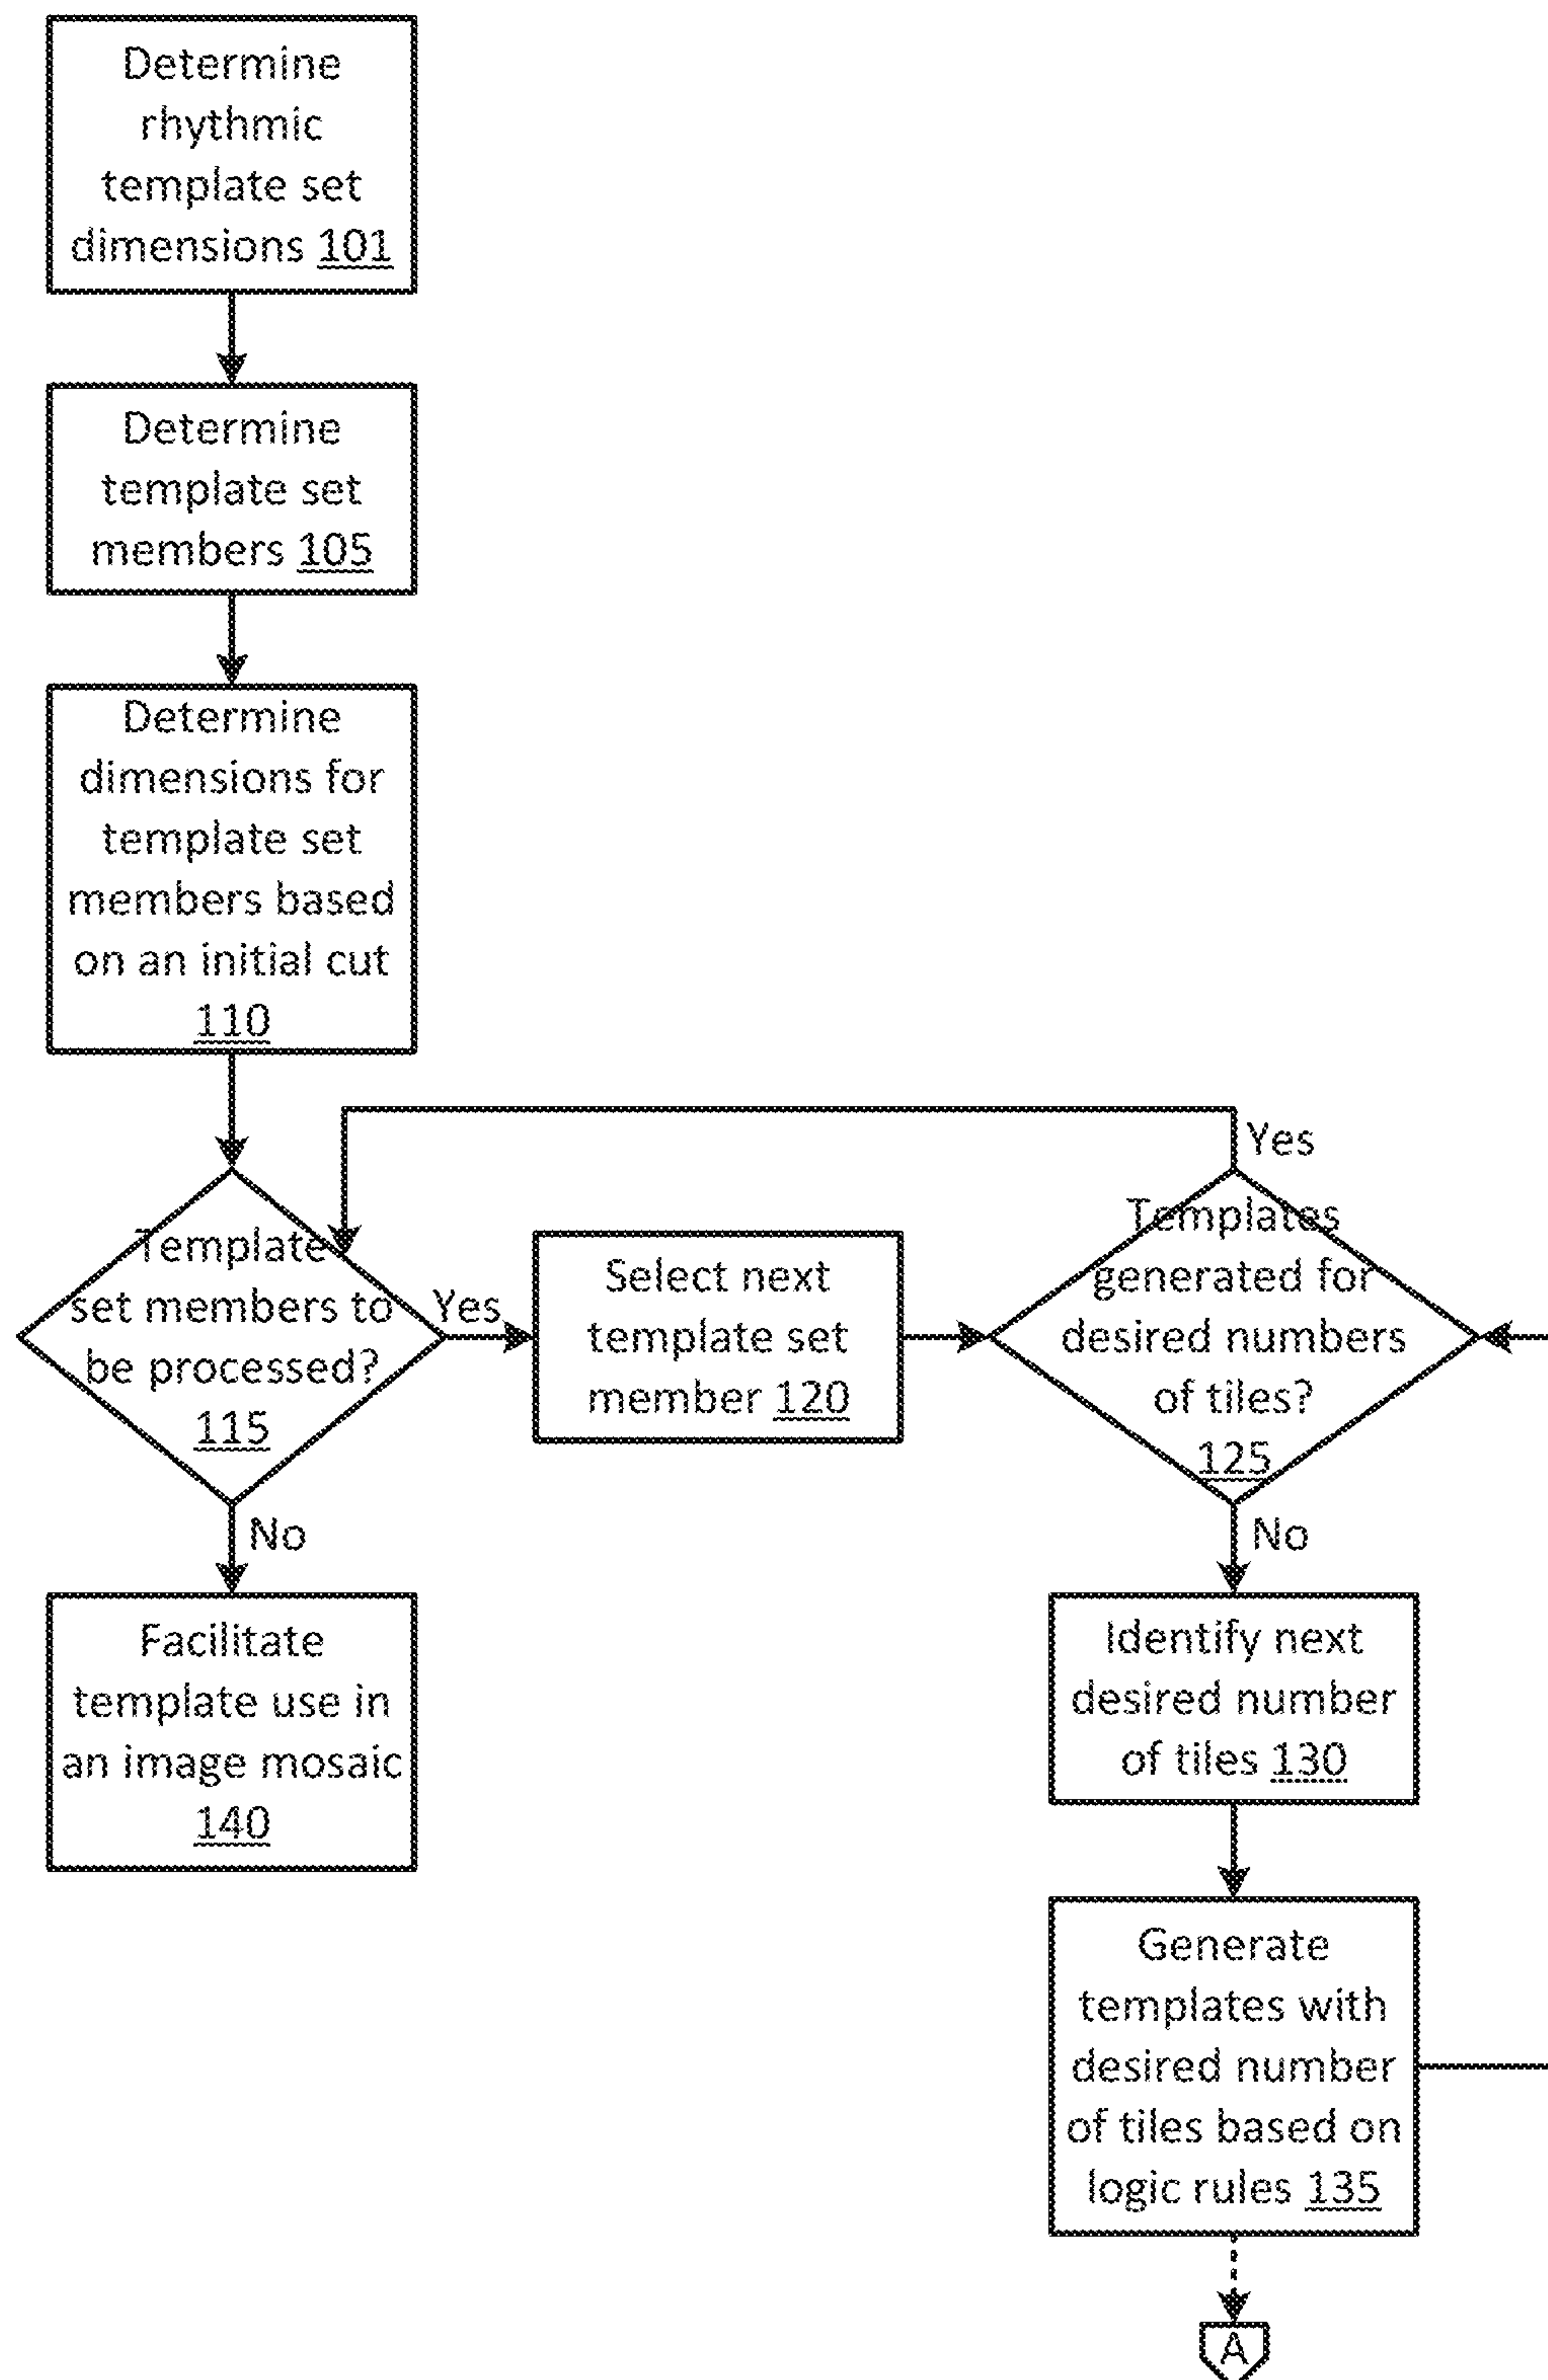 Determine
rhythmic
template set
dimensions 101
Determine
template set
members 105
Determine
dimensions for
template set
members based
on an initial cut
110
Template
set members to
be processed?
115
Yes
No
Select next
template set
member 120
Yes
Templates
generated for
desired numbers
of tiles?
125
No
Facilitate
template use in
an image mosaic
140
Identify next
desired number
of tiles 130
Generate
templates with
desired number
of tiles based on
logic rules 135
A